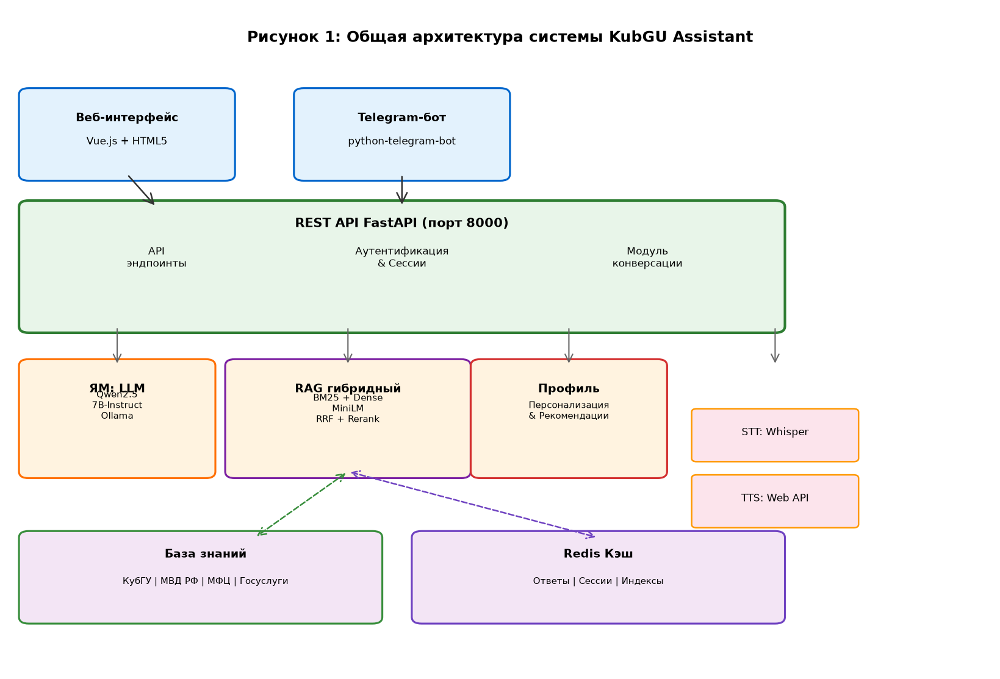 Рисунок 1: Общая архитектура системы KubGU Assistant
Веб-интерфейс
Vue.js + HTML5
Telegram-бот
python-telegram-bot
REST API FastAPI (порт 8000)
API
эндпоинты
Аутентификация
& Сессии
Модуль
конверсации
ЯМ: LLM
Qwen2.5
7B-Instruct
Ollama
RAG гибридный
BM25 + Dense
MiniLM
RRF + Rerank
Профиль
Персонализация
& Рекомендации
STT: Whisper
TTS: Web API
База знаний
КубГУ | МВД РФ | МФЦ | Госуслуги
Redis Кэш
Ответы | Сессии | Индексы